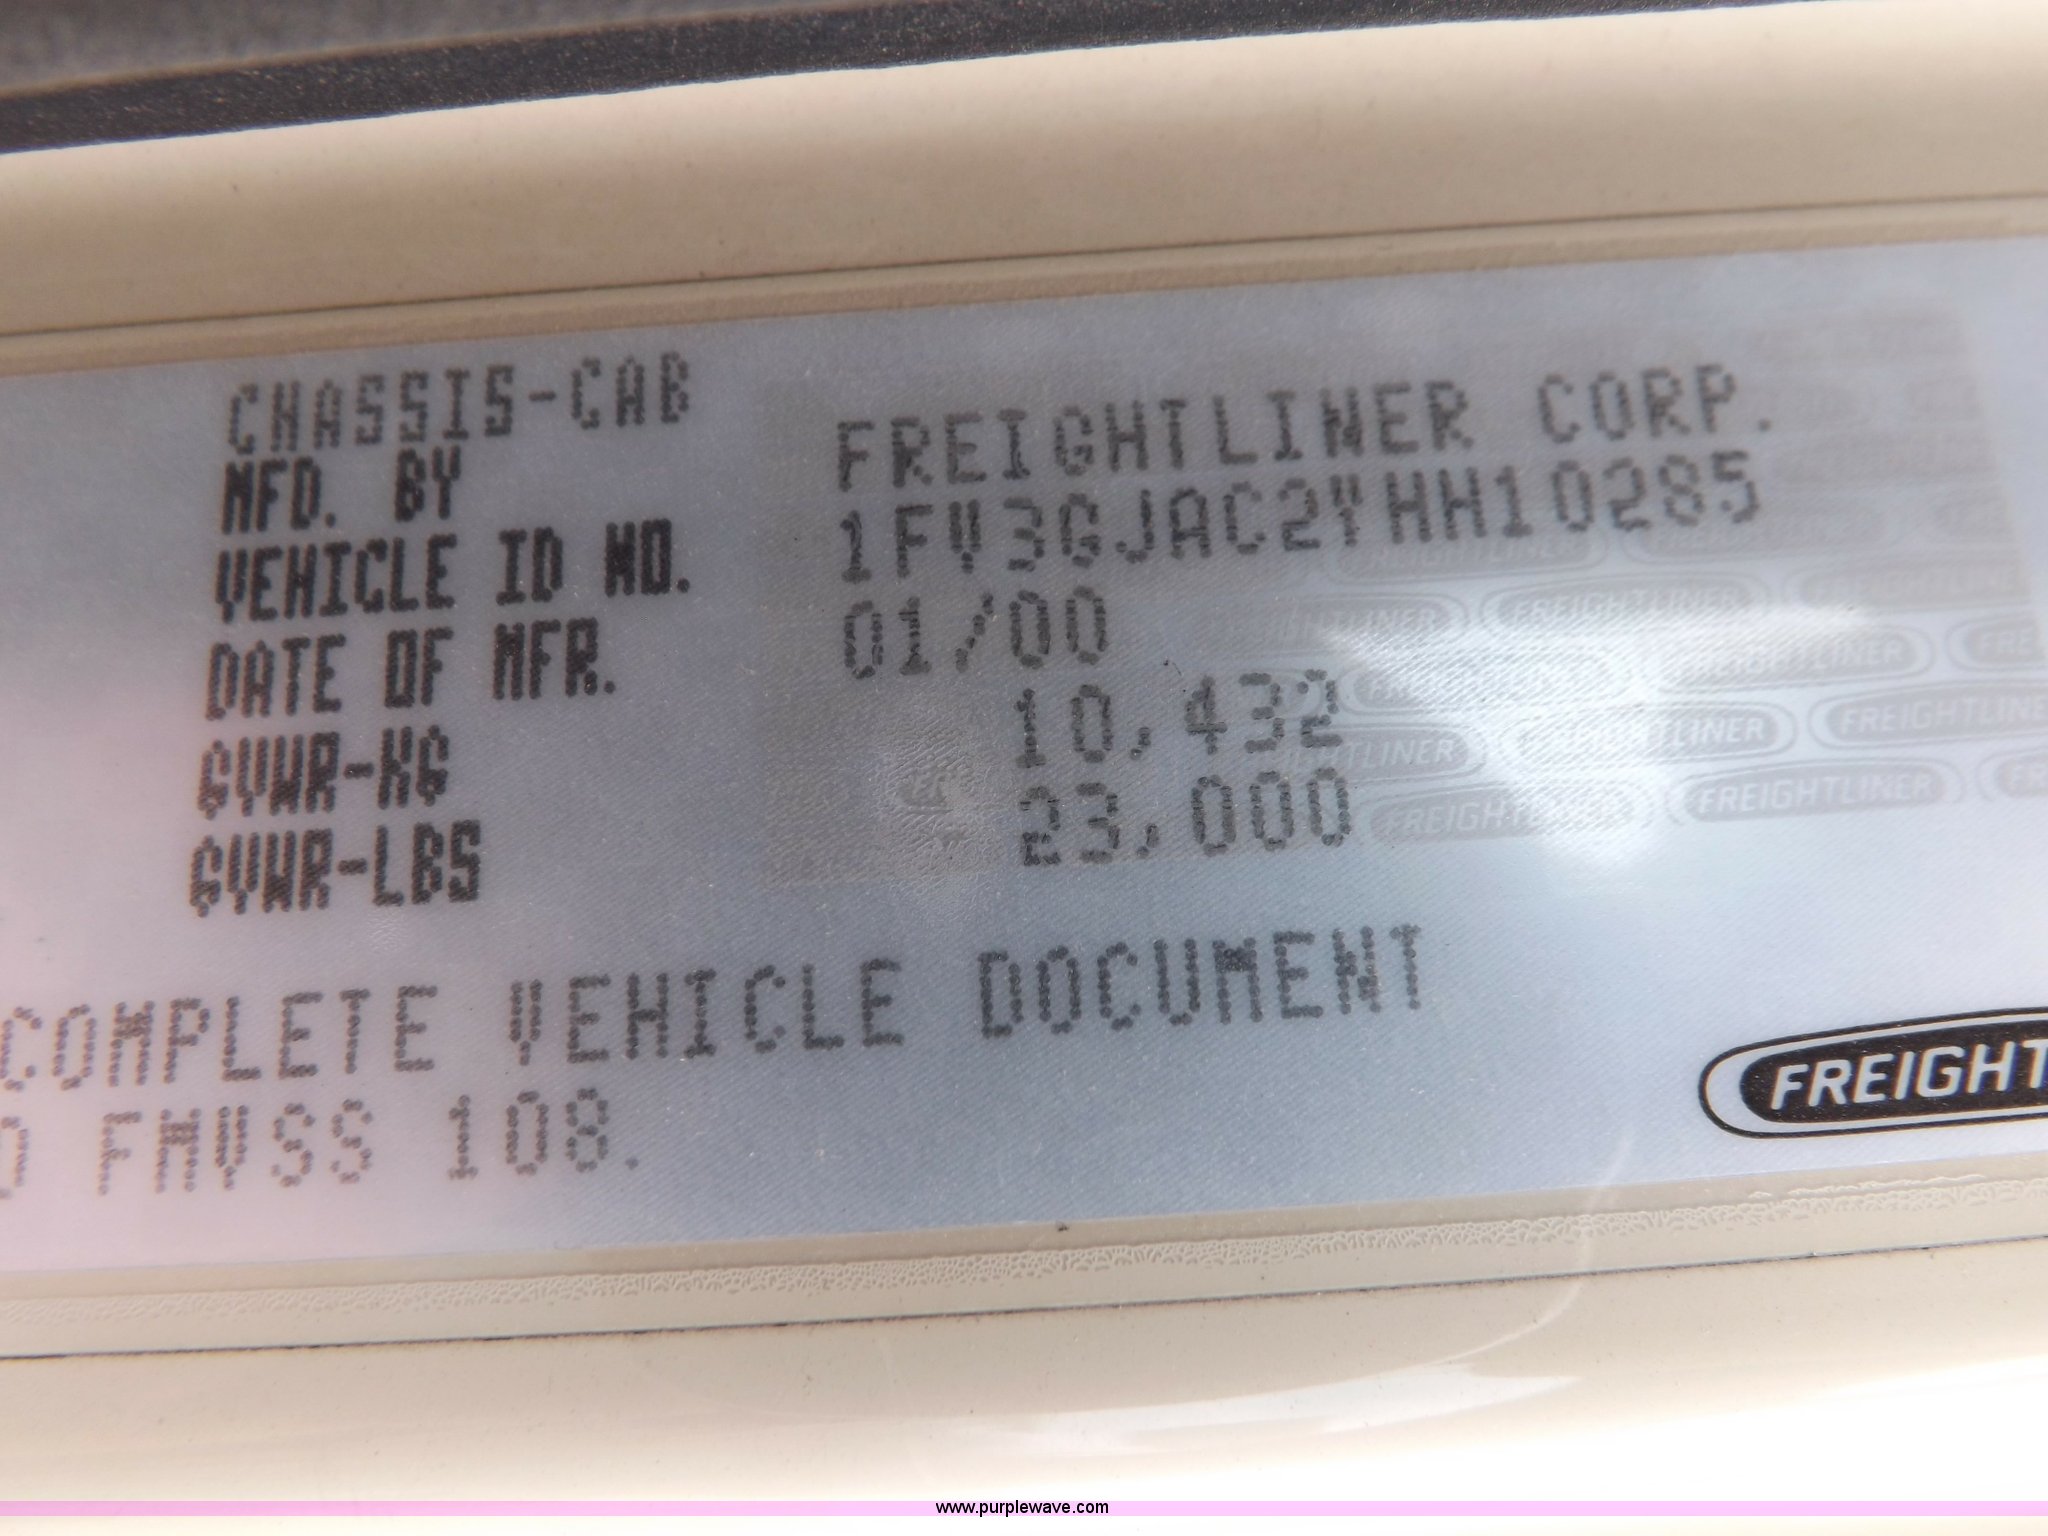 CHASSIS-CAB
MFD. BY FREIGHTLINER CORP.
VEHICLE ID NO. 1FV3GJAC2YHH10285
DATE OF MFR. 01/00
GVWR-KG 10,432
GVWR-LBS 23,000
COMPLETE VEHICLE DOCUMENT
FMVSS 108.
FREIGHT
www.purplewave.com